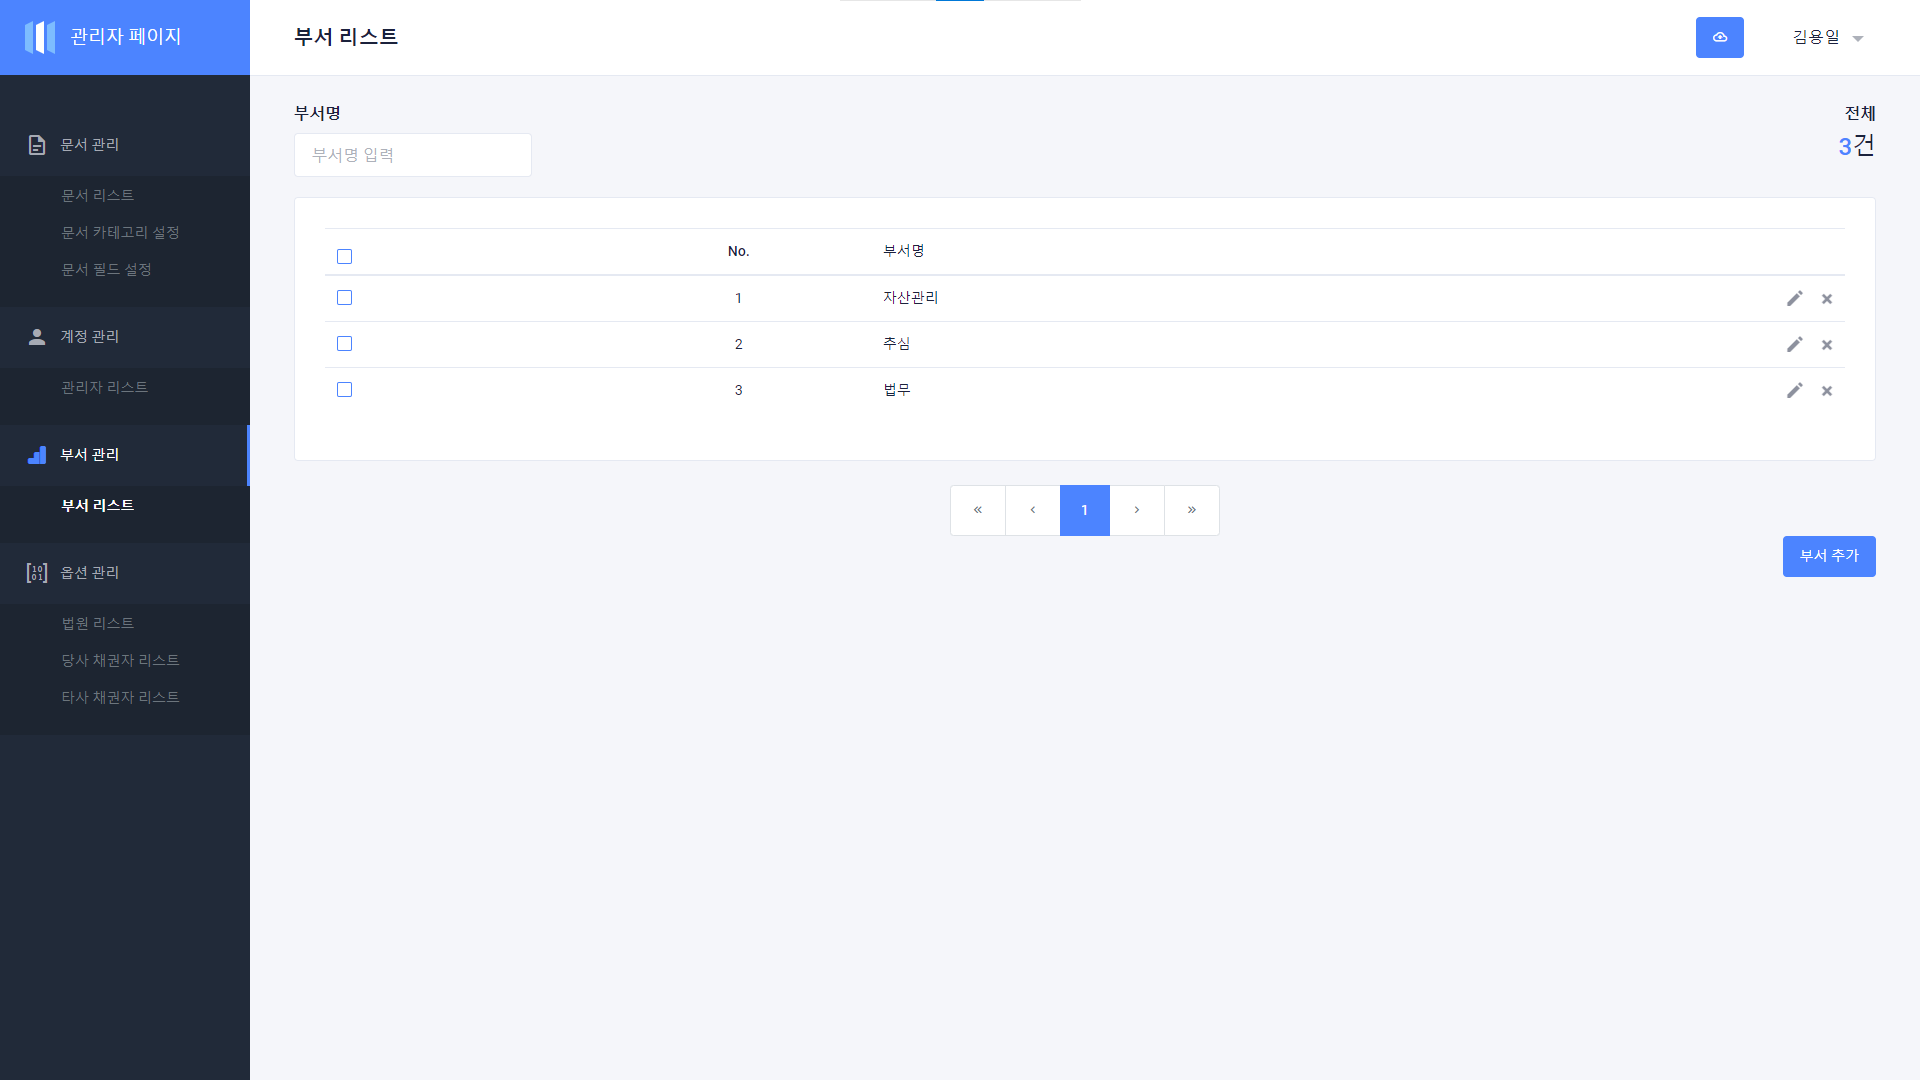 관리자 페이지
부서 리스트
김용일
문서 관리
문서 리스트
문서 카테고리 설정
문서 필드 설정
계정 관리
관리자 리스트
부서 관리
부서 리스트
옵션 관리
법원 리스트
당사 채권자 리스트
타사 채권자 리스트
부서명
부서명 입력
전체
3건
No. 부서명
1 자산관리
2 추심
3 법무
« ‹ 1 › »
부서 추가